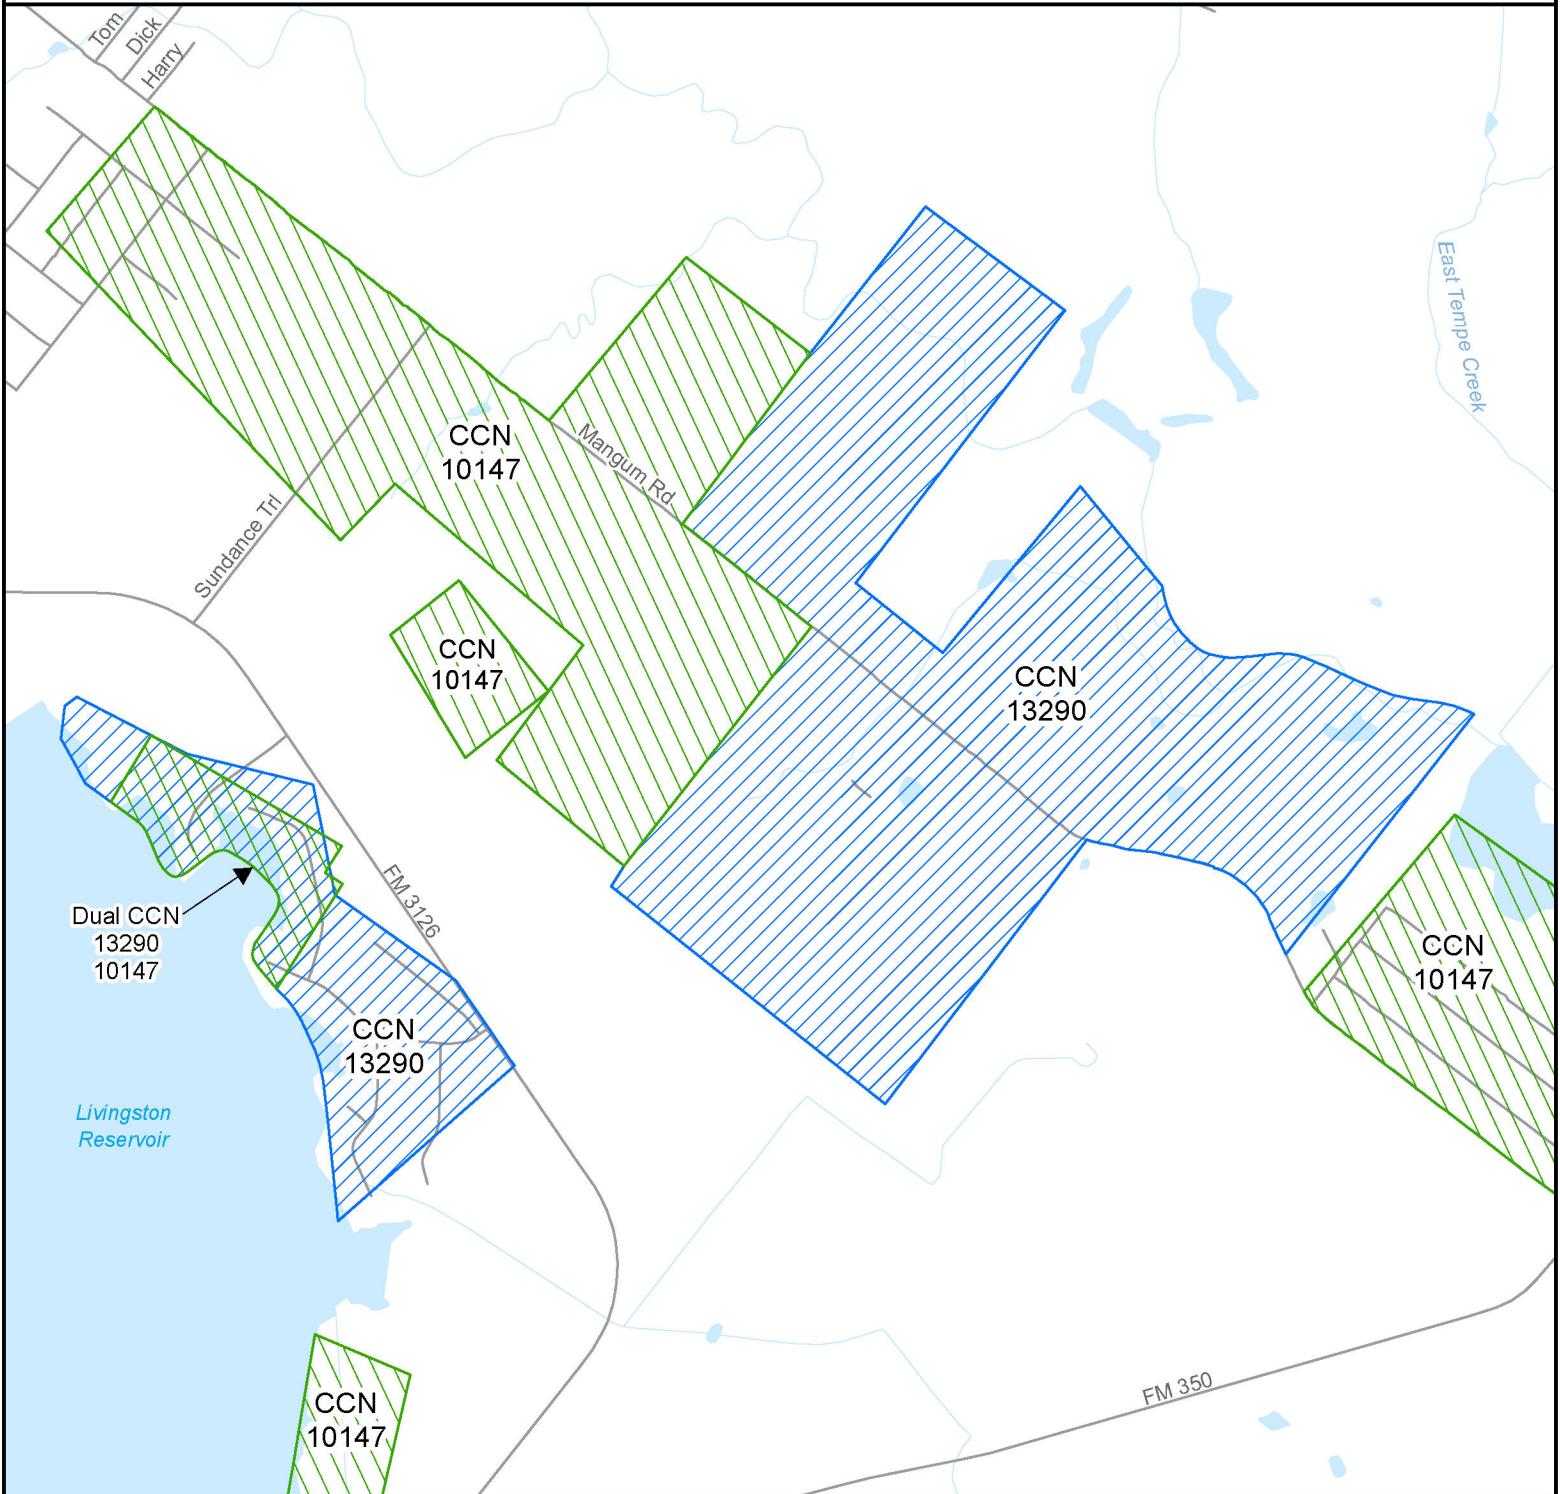 Tom
Dick
Harry
East Tempe Creek
CCN
10147
Mangum Rd
Sundance Trl
CCN
10147
CCN
13290
FM 3126
Dual CCN
13290
10147
CCN
10147
CCN
13290
Livingston
Reservoir
FM 350
CCN
10147